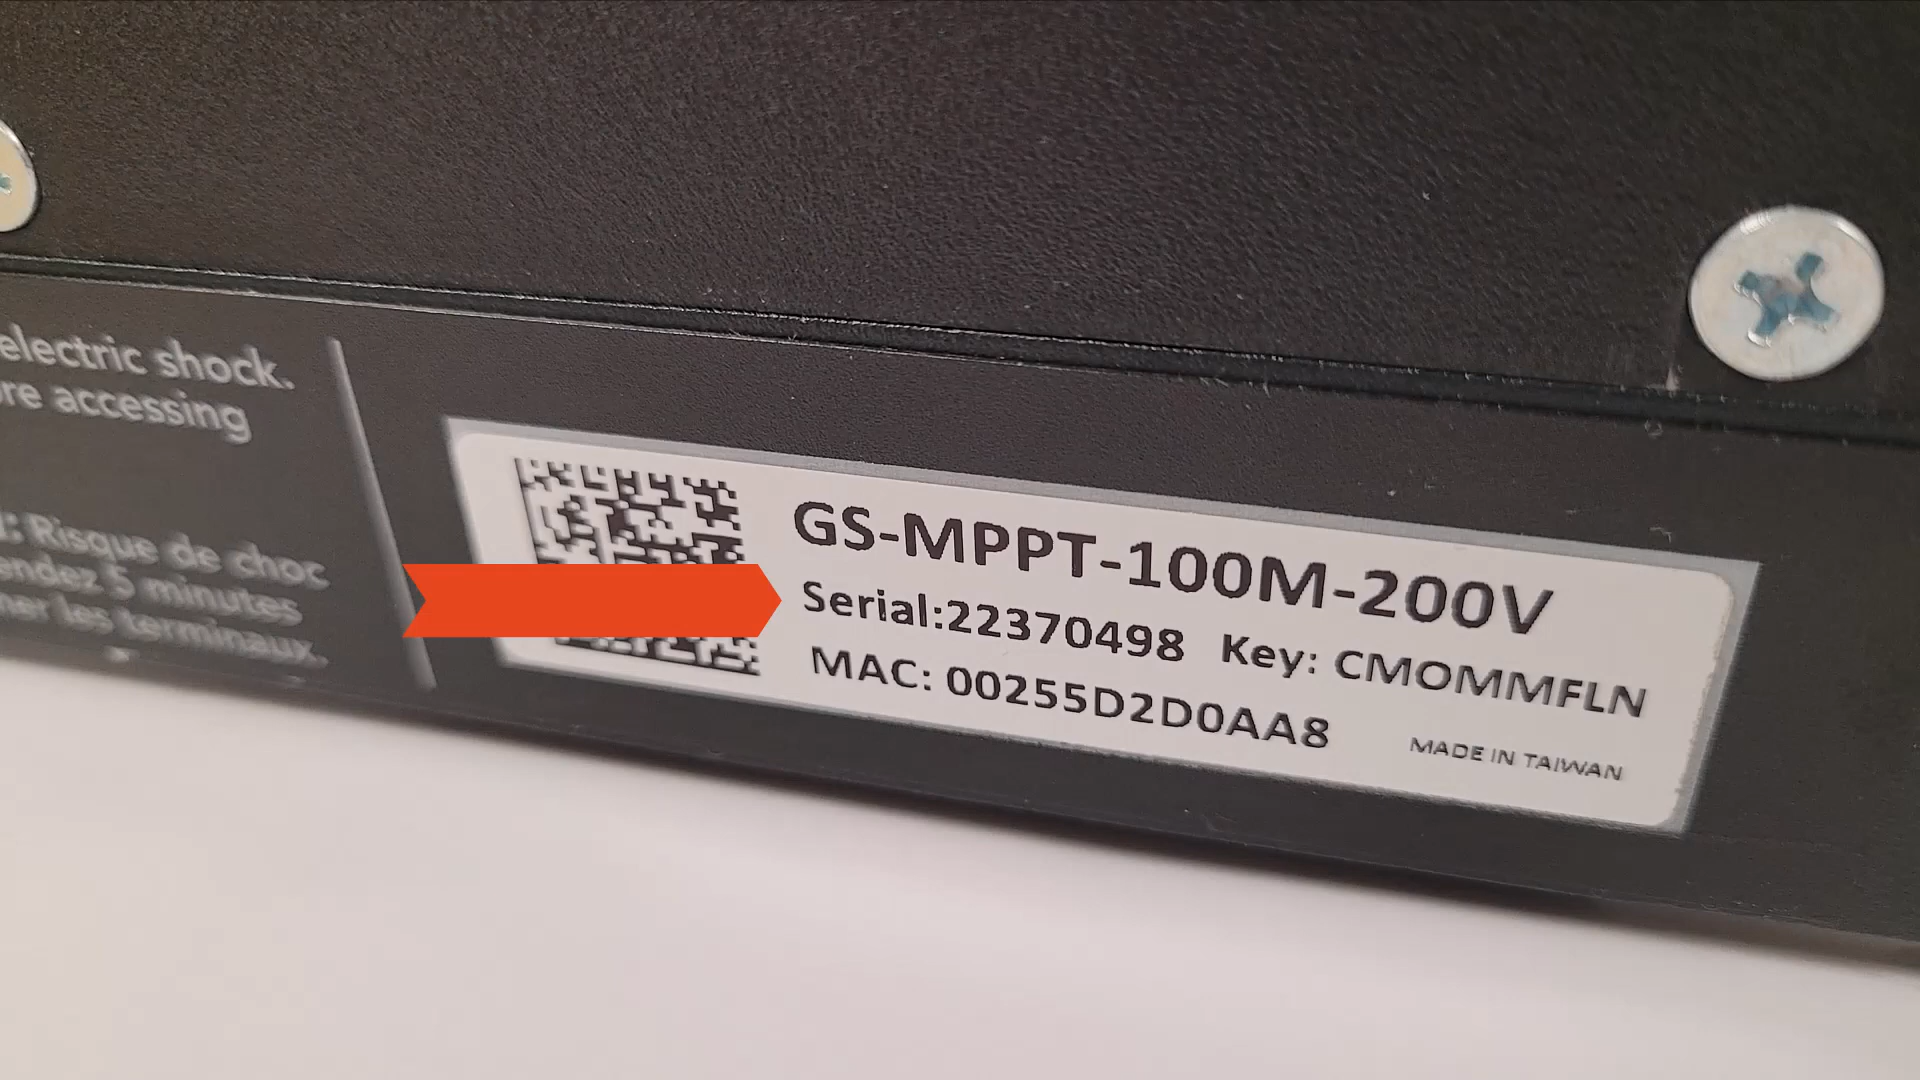 electric shock.
re accessing
: Risque de choc
endez 5 minutes
ner les terminaux.
GS-MPPT-100M-200V
Serial:22370498 Key: CMOMMFLN
MAC: 00255D2D0AA8
MADE IN TAIWAN